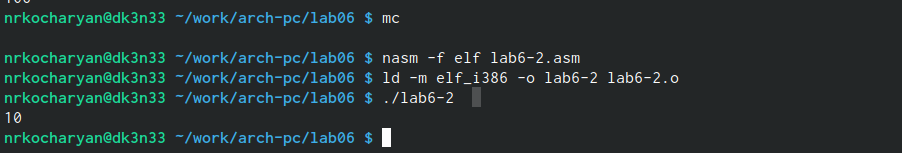 nrkocharyan@dk3n33 ~/work/arch-pc/lab06 $ mc
nrkocharyan@dk3n33 ~/work/arch-pc/lab06 $ nasm -f elf lab6-2.asm
nrkocharyan@dk3n33 ~/work/arch-pc/lab06 $ ld -m elf_i386 -o lab6-2 lab6-2.o
nrkocharyan@dk3n33 ~/work/arch-pc/lab06 $ ./lab6-2
10
nrkocharyan@dk3n33 ~/work/arch-pc/lab06 $